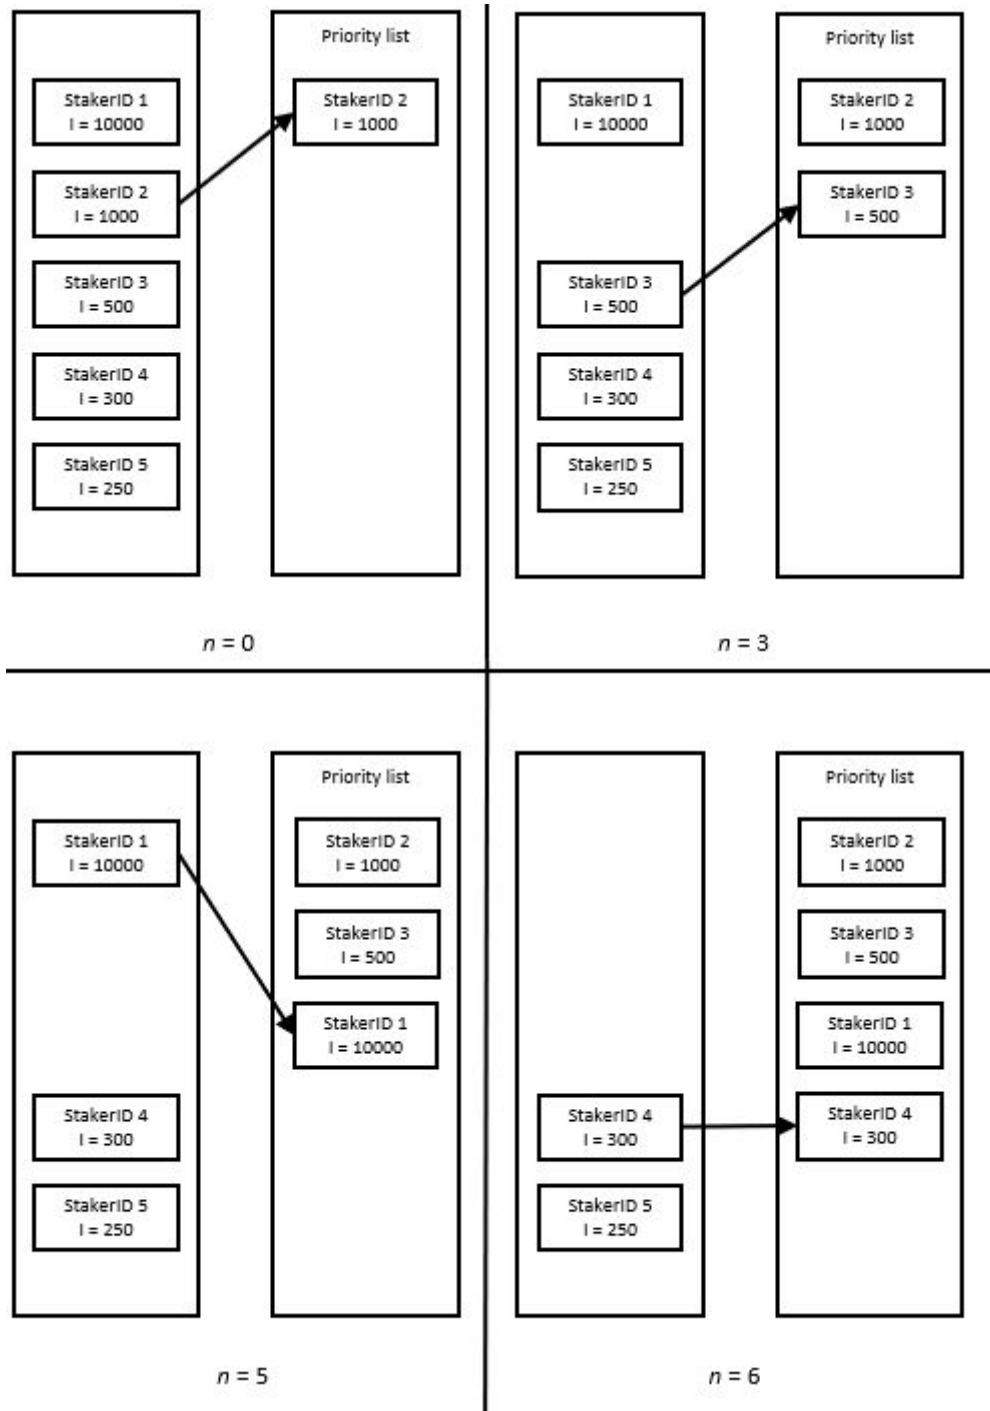 Priority list
StakerID 1
I = 10000
StakerID 2
I = 1000
StakerID 3
I = 500
StakerID 4
I = 300
StakerID 5
I = 250
StakerID 2
I = 1000
n = 0
Priority list
StakerID 1
I = 10000
StakerID 3
I = 500
StakerID 4
I = 300
StakerID 5
I = 250
StakerID 2
I = 1000
StakerID 3
I = 500
n = 3
Priority list
StakerID 1
I = 10000
StakerID 4
I = 300
StakerID 5
I = 250
StakerID 2
I = 1000
StakerID 3
I = 500
StakerID 1
I = 10000
n = 5
Priority list
StakerID 4
I = 300
StakerID 5
I = 250
StakerID 2
I = 1000
StakerID 3
I = 500
StakerID 1
I = 10000
StakerID 4
I = 300
n = 6